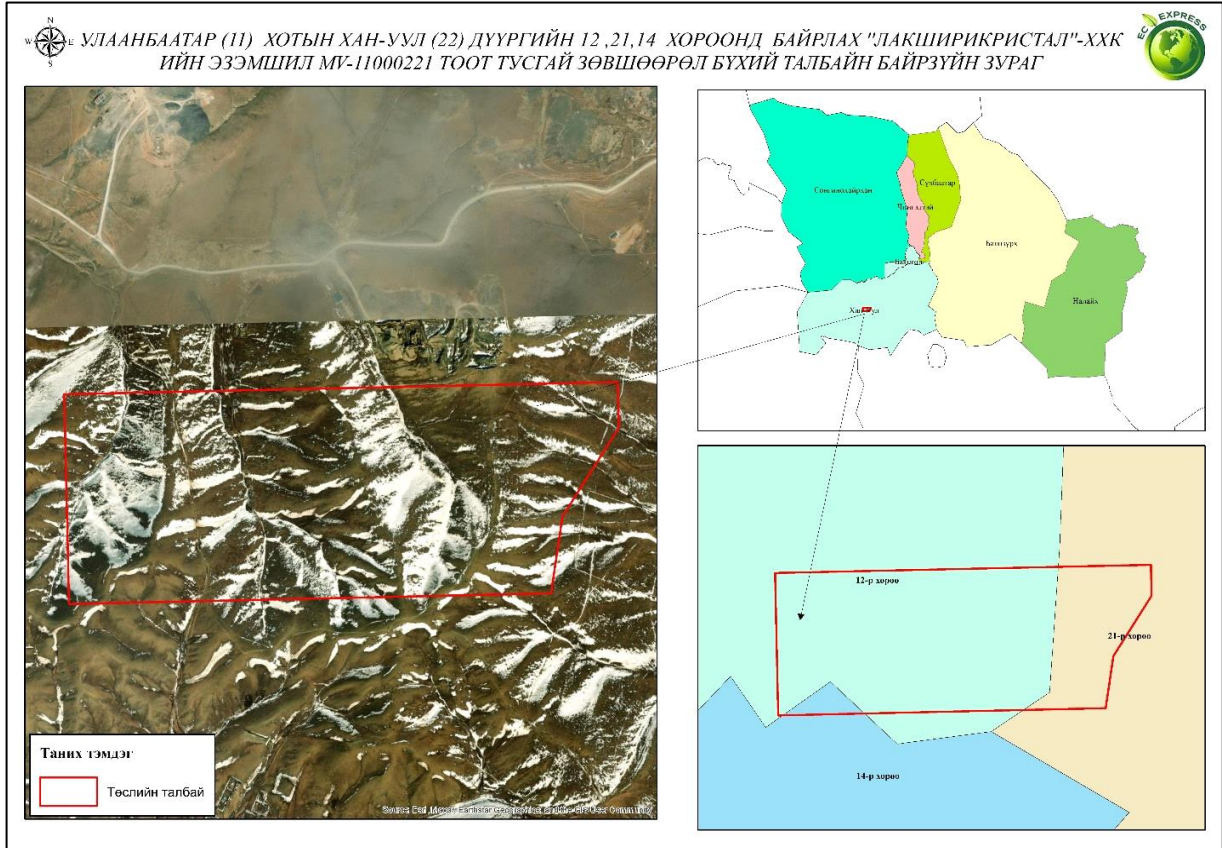 N
W E
S
УЛААНБААТАР (11) ХОТЫН ХАН-УУЛ (22) ДҮҮРГИЙН 12 ,21,14 ХОРООНД БАЙРЛАХ "ЛАКШИРИКРИСТАЛ"-ХХК
ИЙН ЭЗЭМШИЛ MV-11000221 ТООТ ТУСГАЙ ЗӨВШӨӨРӨЛ БҮХИЙ ТАЛБАЙН БАЙРЗҮЙН ЗУРАГ
EC EXPRESS
Сонгинохайрхан
Сүхбаатар
Чингэлтэй
Баянзүрх
Налайх
12-р хороо
21-р хороо
14-р хороо
Таних тэмдэг
Төслийн талбай
Source: Esri, Maxar, Earthstar Geographics, and the GIS User Community